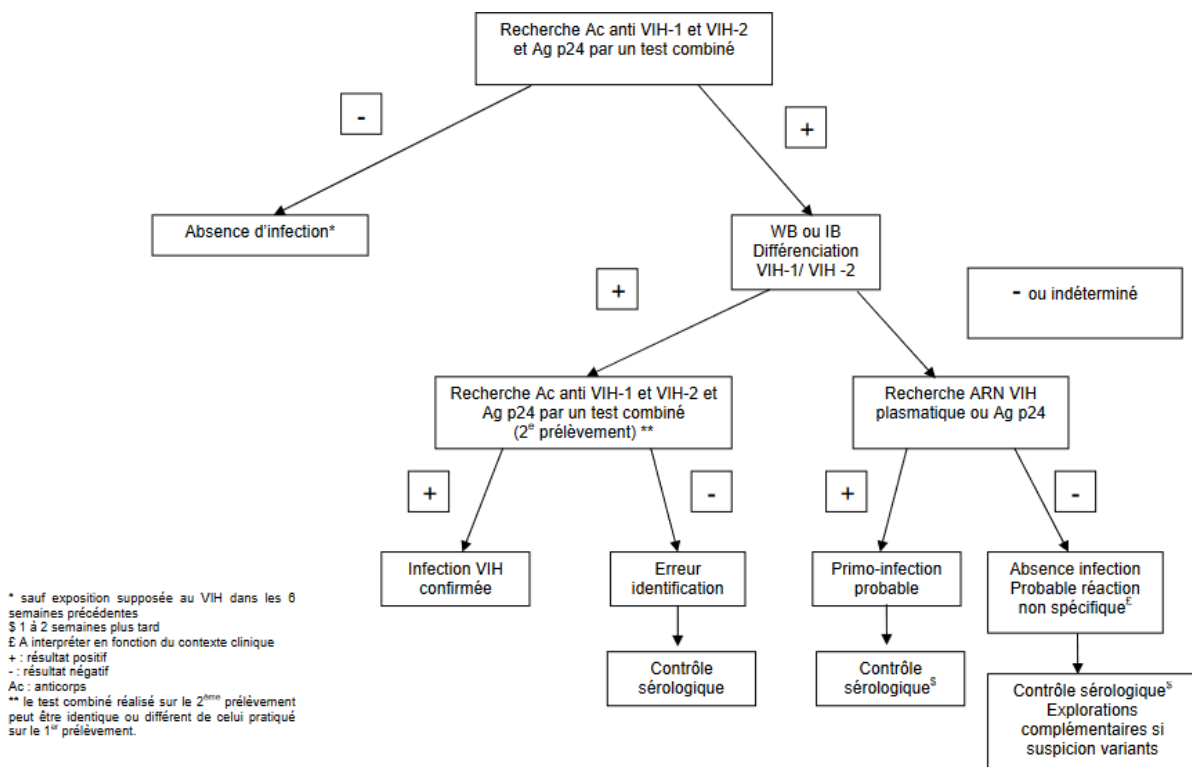 Recherche Ac anti VIH-1 et VIH-2
et Ag p24 par un test combiné
-
+
Absence d'infection*
WB ou IB
Différenciation
VIH-1/ VIH -2
+
- ou indéterminé
Recherche Ac anti VIH-1 et VIH-2 et
Ag p24 par un test combiné
(2e prélèvement) **
Recherche ARN VIH
plasmatique ou Ag p24
+
-
+
-
Infection VIH
confirmée
Erreur
identification
Primo-infection
probable
Absence infection
Probable réaction
non spécifique£
Contrôle
sérologique
Contrôle
sérologique$
Contrôle sérologique$
Explorations
complémentaires si
suspicion variants
* sauf exposition supposée au VIH dans les 6
semaines précédentes
$ 1 à 2 semaines plus tard
£ A interpréter en fonction du contexte clinique
+ : résultat positif
- : résultat négatif
Ac : anticorps
** le test combiné réalisé sur le 2ème prélèvement
peut être identique ou différent de celui pratiqué
sur le 1er prélèvement.